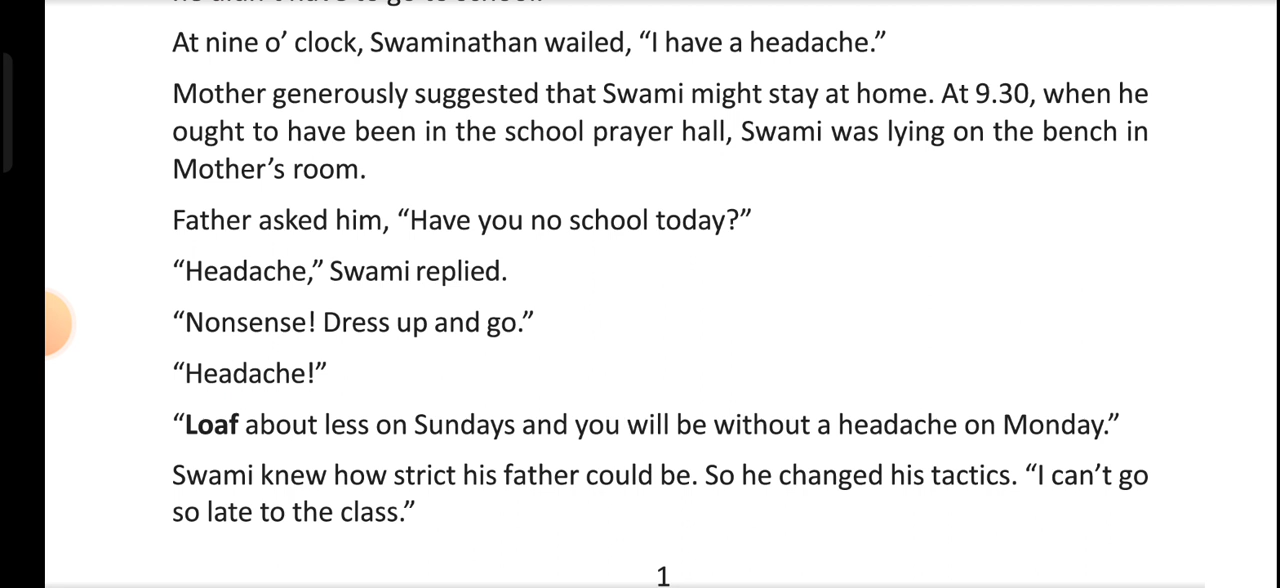 At nine o’ clock, Swaminathan wailed, “I have a headache.”
Mother generously suggested that Swami might stay at home. At 9.30, when he
ought to have been in the school prayer hall, Swami was lying on the bench in
Mother’s room.
Father asked him, “Have you no school today?”
“Headache,” Swami replied.
“Nonsense! Dress up and go.”
“Headache!”
“Loaf about less on Sundays and you will be without a headache on Monday.”
Swami knew how strict his father could be. So he changed his tactics. “I can’t go
so late to the class.”
1